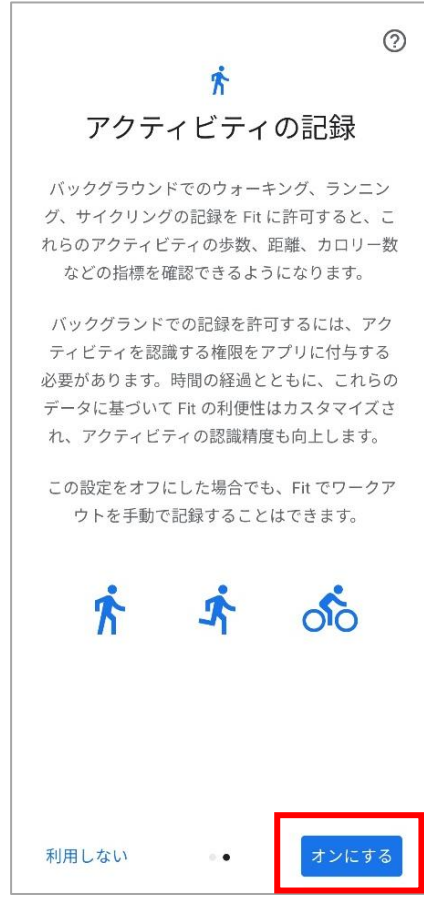 アクティビティの記録
バックグラウンドでのウォーキング、ランニン
グ、サイクリングの記録を Fit に許可すると、こ
れらのアクティビティの歩数、距離、カロリー数
などの指標を確認できるようになります。
バックグランドでの記録を許可するには、アク
ティビティを認識する権限をアプリに付与する
必要があります。時間の経過とともに、これらの
データに基づいて Fit の利便性はカスタマイズさ
れ、アクティビティの認識精度も向上します。
この設定をオフにした場合でも、Fit でワークア
ウトを手動で記録することはできます。
利用しない
オンにする